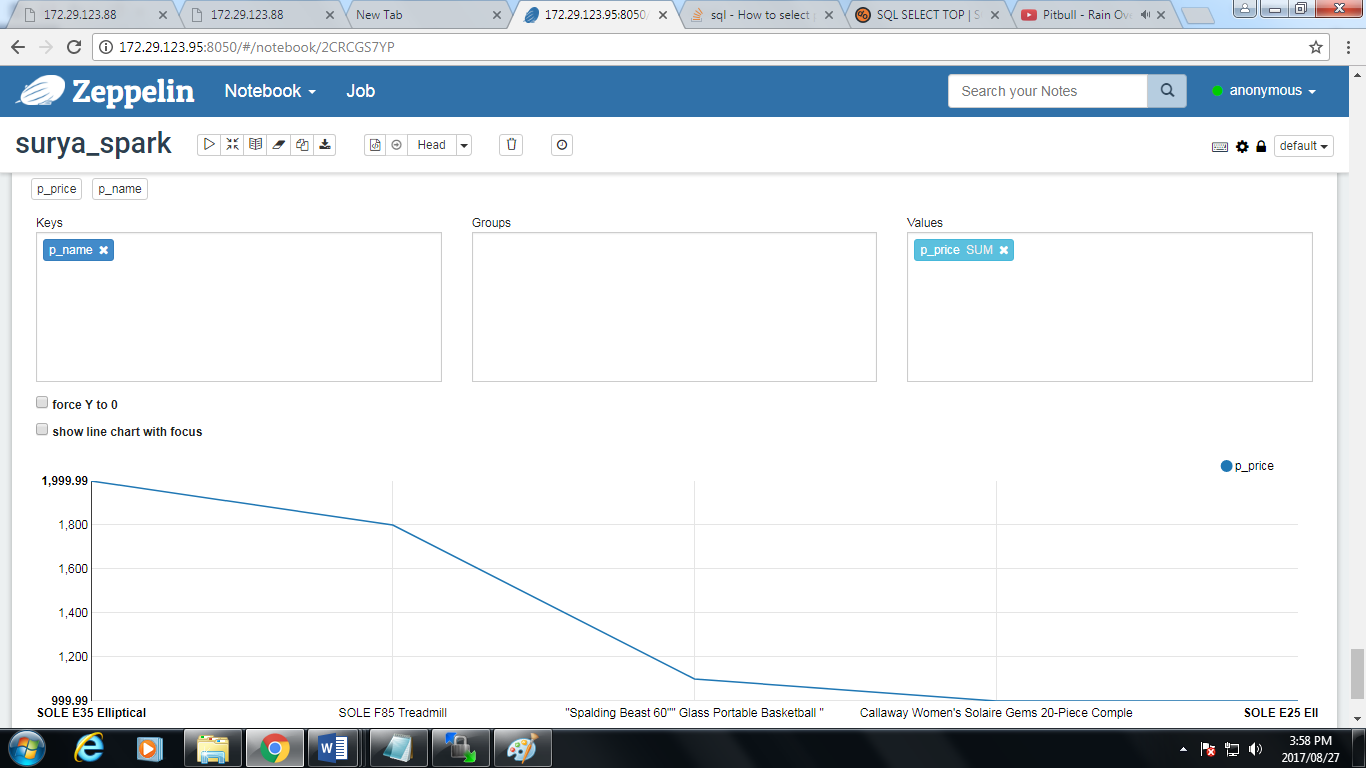 172.29.123.88
172.29.123.88
New Tab
172.29.123.95:8050/
sql - How to select
SQL SELECT TOP | S
Pitbull - Rain Ov
172.29.123.95:8050/#/notebook/2CRCGS7YP
Zeppelin Notebook Job Search your Notes anonymous
surya_spark Head default
p_price p_name
Keys Groups Values
p_name p_price SUM
force Y to 0
show line chart with focus
p_price
1,999.99
1,800
1,600
1,400
1,200
999.99
SOLE E35 Elliptical SOLE F85 Treadmill "Spalding Beast 60"" Glass Portable Basketball " Callaway Women's Solaire Gems 20-Piece Comple SOLE E25 Ell
3:58 PM
2017/08/27